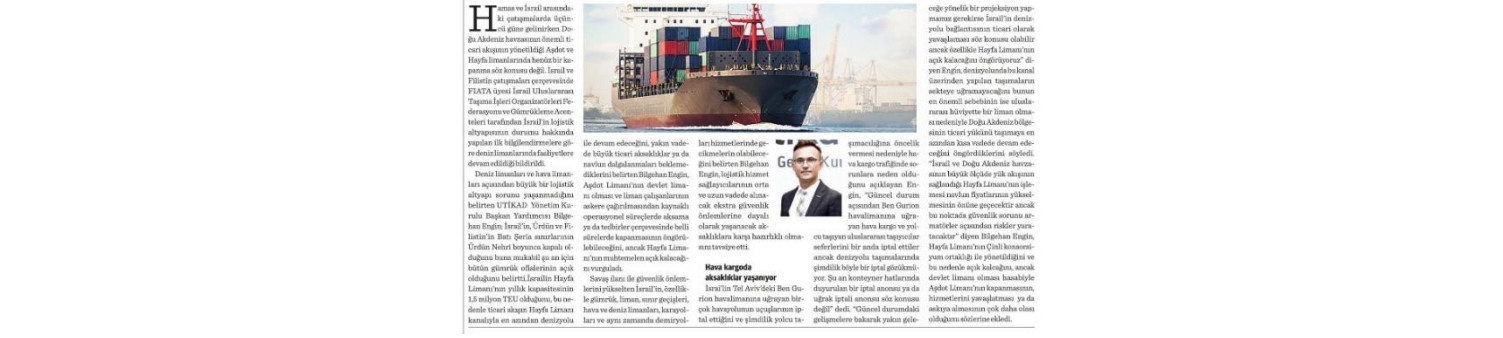 Hamas ve İsrail arasında-
ki çatışmalarda üçün-
cü güne gelinirken Do-
ğu Akdeniz havzasının önemli ti-
cari akışının yönetildiği Aşdot ve
Hayfa limanlarında henüz bir ka-
panma söz konusu değil. İsrail ve
Filistin çatışmaları çerçevesinde
FIATA üyesi İsrail Uluslararası
Taşıma İşleri Organizatörleri Fe-
derasyonu ve Gümrükleme Acen-
teleri tarafından İsrail'in lojistik
altyapısının durumu hakkında
yapılan ilk bilgilendirmelere gö-
re deniz limanlarında faaliyetlere
devam edildiği bildirildi.
Deniz limanları ve hava liman-
ları açısından büyük bir lojistik
altyapı sorunu yaşanmadığını
belirten UTİKAD Yönetim Ku-
rulu Başkan Yardımcısı Bilge-
han Engin; İsrail'in, Ürdün ve Fi-
listin'in Batı Şeria sınırlarının
Ürdün Nehri boyunca kapalı ol-
duğunu buna mukabil şu an için
bütün gümrük ofislerinin açık
olduğunu belirtti.İsrailin Hayfa
Limanı'nın yıllık kapasitesinin
1,5 milyon TEU olduğunu, bu ne-
denle ticari akışın Hayfa Limanı
kanalıyla en azından denizyolu
ile devam edeceğini, yakın vade-
de büyük ticari aksaklıklar ya da
navlun dalgalanmaları bekleme-
diklerini belirten Bilgehan Engin,
Aşdot Limanı'nın devlet lima-
nı olması ve liman çalışanlarının
askere çağrılmasından kaynaklı
operasyonel süreçlerde aksama
ya da tedbirler çerçevesinde belli
sürelerde kapanmasının öngörü-
lebileceğini, ancak Hayfa Lima-
nı'nın muhtemelen açık kalacağı-
nı vurguladı.
Savaş ilanı ile güvenlik önlem-
lerini yükselten İsrail'in, özellik-
le gümrük, liman, sınır geçişleri,
hava ve deniz limanları, karayol-
ları ve aynı zamanda demiryol-
ları hizmetlerinde ge-
cikmelerin olabilece-
ğini belirten Bilgehan
Engin, lojistik hizmet
sağlayıcılarının orta
ve uzun vadede alına-
cak ekstra güvenlik
önlemlerine dayalı
olarak yaşanacak ak-
saklıklara karşı hazırlıklı olma-
sını tavsiye etti.
Hava kargoda
aksaklıklar yaşanıyor
İsrai'lin Tel Aviv'deki Ben Gu-
rion havalimanına uğrayan bir-
çok havayolunun uçuşlarının ip-
tal ettiğini ve şimdilik yolcu ta-
şımacılığına öncelik
vermesi nedeniyle ha-
va kargo trafiğinde so-
runlara neden oldu-
ğunu açıklayan En-
gin, "Güncel durum
açısından Ben Gurion
havalimanına uğra-
yan hava kargo ve yol-
cu taşıyan uluslararası taşıyıcılar
seferlerini bir anda iptal ettiler
ancak denizyolu taşımalarında
şimdilik böyle bir iptal gözükmü-
yor. Şu an konteyner hatlarında
duyurulan bir iptal anonsu ya da
uğrak iptali anonsu söz konusu
değil" dedi. "Güncel durumdaki
gelişmelere bakarak yakın gele-
ceğe yönelik bir projeksiyon yap-
mamız gerekirse İsrail'in deniz-
yolu bağlantısının ticari olarak
yavaşlaması söz konusu olabilir
ancak özellikle Hayfa Limanı'nın
açık kalacağını öngörüyoruz" di-
yen Engin, denizyolunda bu kanal
üzerinden yapılan taşımaların
sekteye uğramayacağını bunun
en önemli sebebinin ise ulusla-
rarası hüviyette bir liman olma-
sı nedeniyle Doğu Akdeniz bölge-
sinin ticari yükünü taşımaya en
azından kısa vadede devam ede-
ceğini öngördüklerini söyledi.
"İsrail ve Doğu Akdeniz havza-
sının büyük ölçüde yük akışının
sağlandığı Hayfa Limanı'nın işle-
mesi navlun fiyatlarının yüksel-
mesinin önüne geçecektir ancak
bu noktada güvenlik sorunu ar-
matörler açısından riskler yara-
tacaktır" diyen Bilgehan Engin,
Hayfa Limanı'nın Çinli konsorsi-
yum ortaklığı ile yönetildiğini ve
bu nedenle açık kalacağını, ancak
devlet limanı olması hasabiyle
Aşdot Limanı'nın kapanmasının,
hizmetlerini yavaşlatması ya da
askıya almasının çok daha olası
olduğunu sözlerine ekledi.